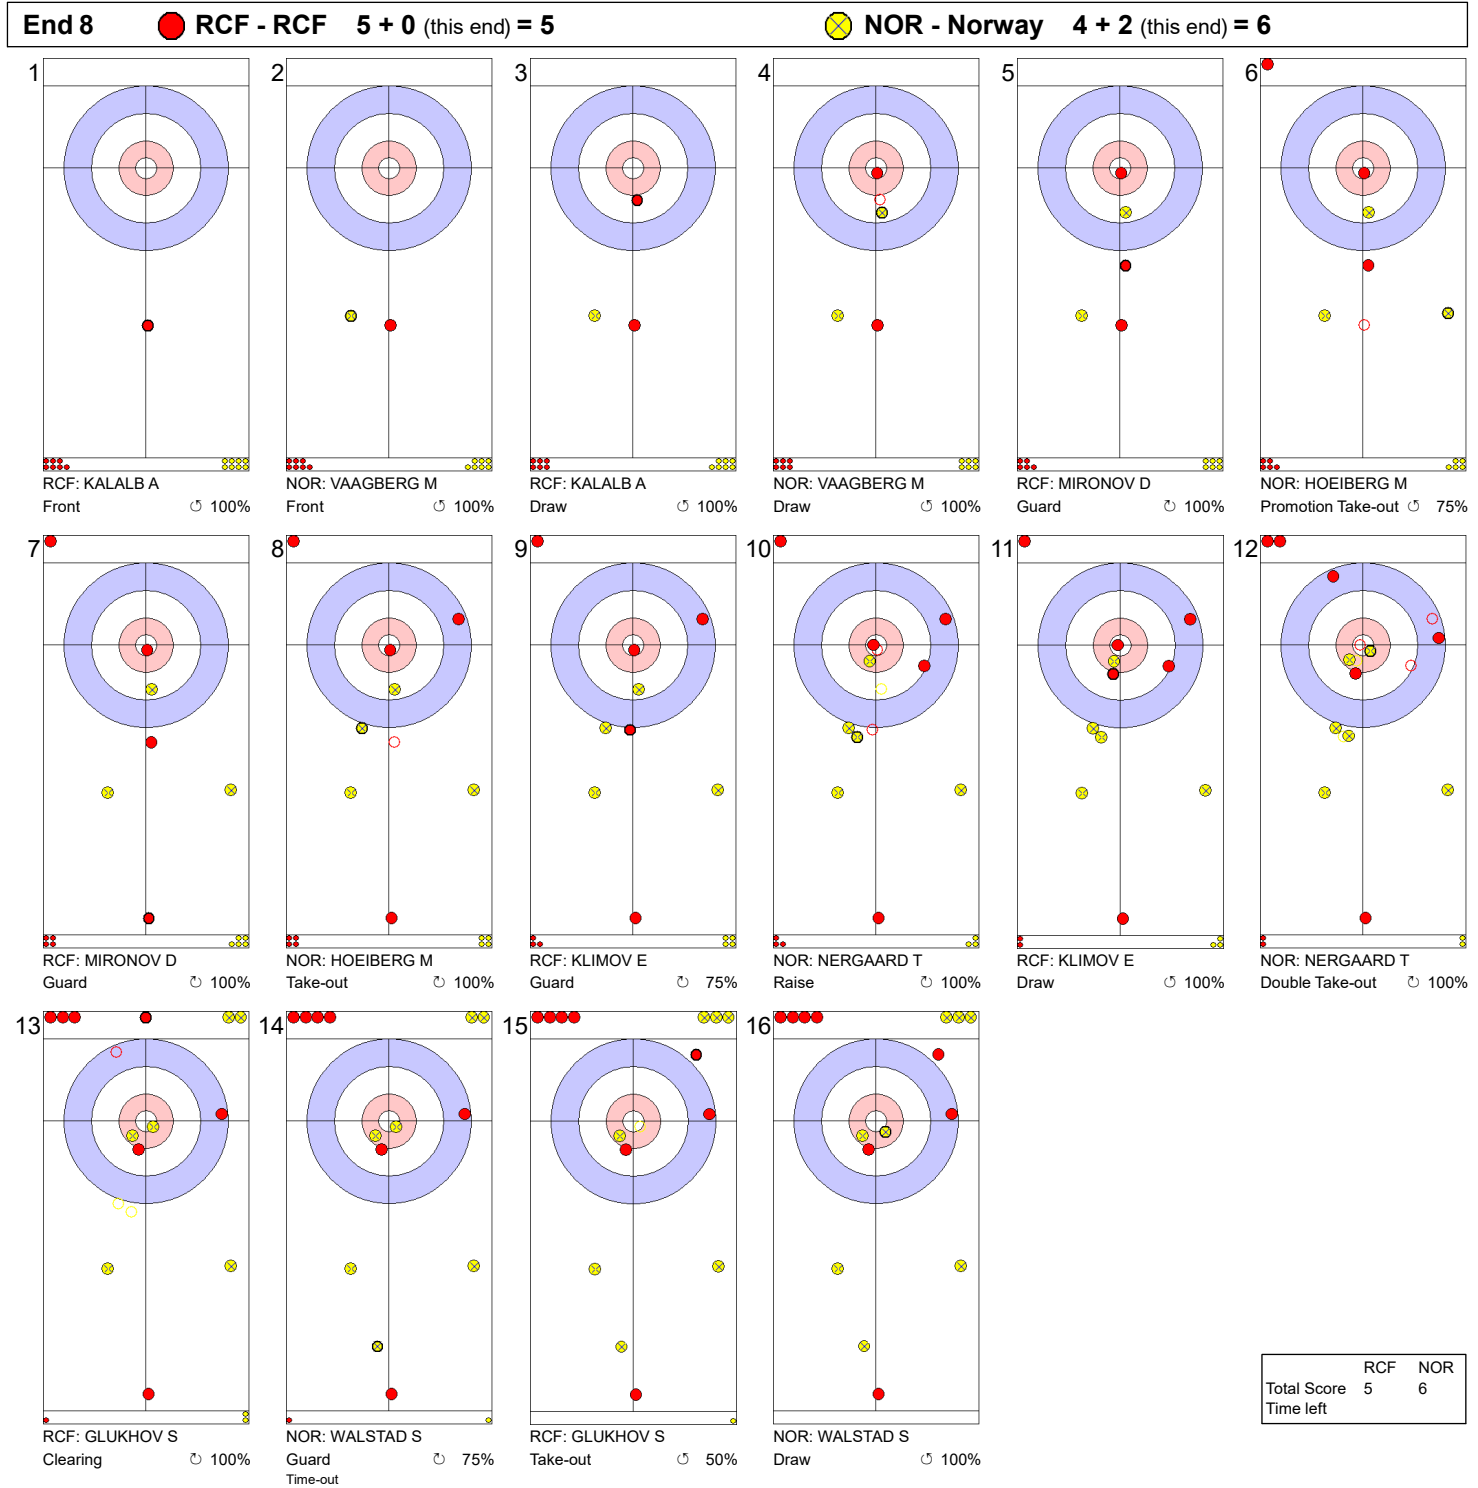 End 8 RCF - RCF 5 + 0 (this end) = 5 NOR - Norway 4 + 2 (this end) = 6
1 2 3 4 5 6
RCF: KALALB A NOR: VAAGBERG M RCF: KALALB A NOR: VAAGBERG M RCF: MIRONOV D NOR: HOEIBERG M
Front ↺ 100% Front ↺ 100% Draw ↺ 100% Draw ↺ 100% Guard ↺ 100% Promotion Take-out ↺ 75%
7 8 9 10 11 12
RCF: MIRONOV D NOR: HOEIBERG M RCF: KLIMOV E NOR: NERGAARD T RCF: KLIMOV E NOR: NERGAARD T
Guard ↻ 100% Take-out ↻ 100% Guard ↻ 75% Raise ↻ 100% Draw ↻ 100% Double Take-out ↻ 100%
13 14 15 16
RCF: GLUKHOV S NOR: WALSTAD S RCF: GLUKHOV S NOR: WALSTAD S
Clearing ↻ 100% Guard ↻ 75% Take-out ↺ 50% Draw ↺ 100%
Time-out
RCF NOR
Total Score 5 6
Time left